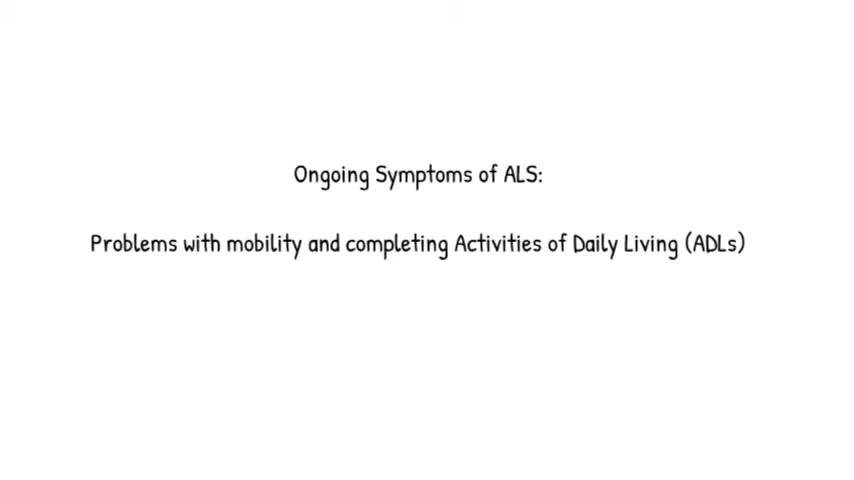 Ongoing Symptoms of ALS:
Problems with mobility and completing Activities of Daily Living (ADLs)